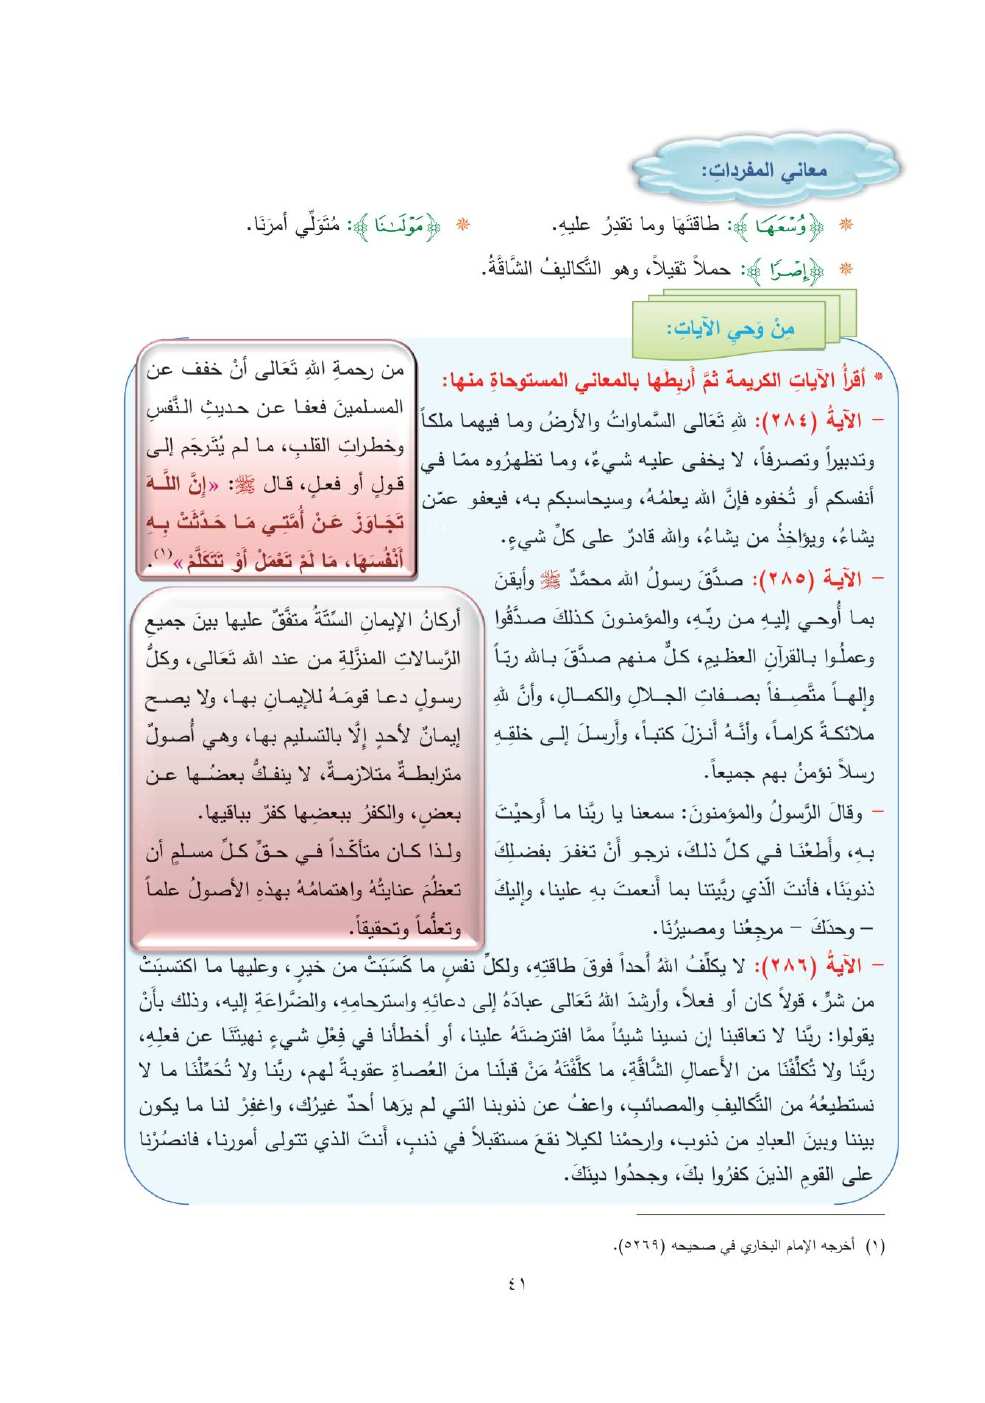 معاني المفرداتِ:
* ﴿وُسْعَهَا﴾: طاقتَهَا وما تقدِرُ عليهِ.
* ﴿مَوْلَىٰنَا﴾: مُتَوَلِّي أمرَنَا.
* ﴿إِصْرًا﴾: حملاً ثقيلاً، وهو التَّكاليفُ الشَّاقَّةُ.
مِنْ وَحيِ الآياتِ:
* أقرأُ الآياتِ الكريمة ثمَّ أَربِطُها بالمعاني المستوحاةِ منها:
– الآيةُ (٢٨٤): للهِ تَعَالى السَّماواتُ والأرضُ وما فيهما ملكاً
وتدبيراً وتصرفاً، لا يخفى عليه شيءٌ، وما تظهرُوه ممّا في
أنفسكم أو تُخفوه فإنَّ الله يعلمُهُ، وسيحاسبكم به، فيعفو عمّن
يشاءُ، ويؤاخِذُ من يشاءُ، والله قادرٌ على كلِّ شيءٍ.
من رحمةِ اللهِ تَعَالى أنْ خفف عن
المسلمينَ فعفا عن حديثِ النَّفسِ
وخطراتِ القلبِ، ما لم يُتَرجَم إلى
قولٍ أو فعلٍ، قال ﷺ: «إِنَّ اللَّهَ
تَجَاوَزَ عَنْ أُمَّتِي مَا حَدَّثَتْ بِهِ
أَنْفُسَهَا، مَا لَمْ تَعْمَلْ أَوْ تَتَكَلَّمْ»(١).
– الآية (٢٨٥): صدَّقَ رسولُ الله محمَّدٌ ﷺ وأيقنَ
بما أُوحي إليهِ من ربِّهِ، والمؤمنونَ كذلكَ صدَّقُوا
وعملُوا بالقرآنِ العظيمِ، كلٌّ منهم صدَّقَ بالله ربّاً
وإلهاً متَّصِفاً بصفاتِ الجلالِ والكمالِ، وأنَّ للهِ
ملائكةً كراماً، وأنَّهُ أنزلَ كتباً، وأرسلَ إلى خلقِهِ
رسلاً نؤمنُ بهم جميعاً.
– وقالَ الرَّسولُ والمؤمنونَ: سمعنا يا ربَّنا ما أَوحيْتَ
بهِ، وأَطعْنَا في كلِّ ذلكَ، نرجو أَنْ تغفرَ بفضلِكَ
ذنوبَنَا، فأنتَ الّذي ربَّيتنا بما أَنعمتَ بهِ علينا، وإليكَ
– وحدَكَ – مرجعُنا ومصيرُنَا.
أركانُ الإيمانِ السِّتَّةُ متفَّقٌ عليها بينَ جميعِ
الرَّسالاتِ المنزَّلةِ من عند الله تَعَالى، وكلُّ
رسولٍ دعا قومَهُ للإيمانِ بها، ولا يصح
إيمانٌ لأحدٍ إلَّا بالتسليم بها، وهي أُصولٌ
مترابطةٌ متلازمةٌ، لا ينفكُّ بعضُها عن
بعضٍ، والكفرُ ببعضِها كفرٌ بباقيها.
ولذا كان متأكّداً في حقِّ كلِّ مسلمٍ أن
تعظُمَ عنايتُهُ واهتمامُهُ بهذهِ الأصولُ علماً
وتعلُّماً وتحقيقاً.
– الآيةُ (٢٨٦): لا يكلِّفُ اللهُ أحداً فوقَ طاقتهِ، ولكلِّ نفسٍ ما كَسَبَتْ من خيرٍ، وعليها ما اكتسبَتْ
من شرٍّ، قولاً كان أو فعلاً، وأرشدَ اللهُ تَعَالى عبادَهُ إلى دعائِهِ واسترحامِهِ، والضَّراعةِ إليه، وذلك بأَنْ
يقولوا: ربَّنا لا تعاقبنا إن نسينا شيئاً ممَّا افترضتَهُ علينا، أو أخطأنا في فِعْلِ شيءٍ نهيتَنَا عن فعلِهِ،
ربَّنا ولا تُكلِّفْنَا من الأَعمالِ الشَّاقَّةِ، ما كلَّفْتَهُ مَنْ قبلَنا منَ العُصاةِ عقوبةً لهم، ربَّنا ولا تُحَمِّلْنَا ما لا
نستطيعُهُ من التَّكاليفِ والمصائبِ، واعفُ عن ذنوبنا التي لم يرَها أحدٌ غيرُك، واغفِرْ لنا ما يكون
بيننا وبينَ العبادِ من ذنوب، وارحمْنا لكيلا نقعَ مستقبلاً في ذنبٍ، أنتَ الذي تتولى أمورنا، فانصُرْنا
على القومِ الذينَ كفرُوا بكَ، وجحدُوا دينَكَ.
(١) أخرجه الإمام البخاري في صحيحه (٥٢٦٩).
٤١